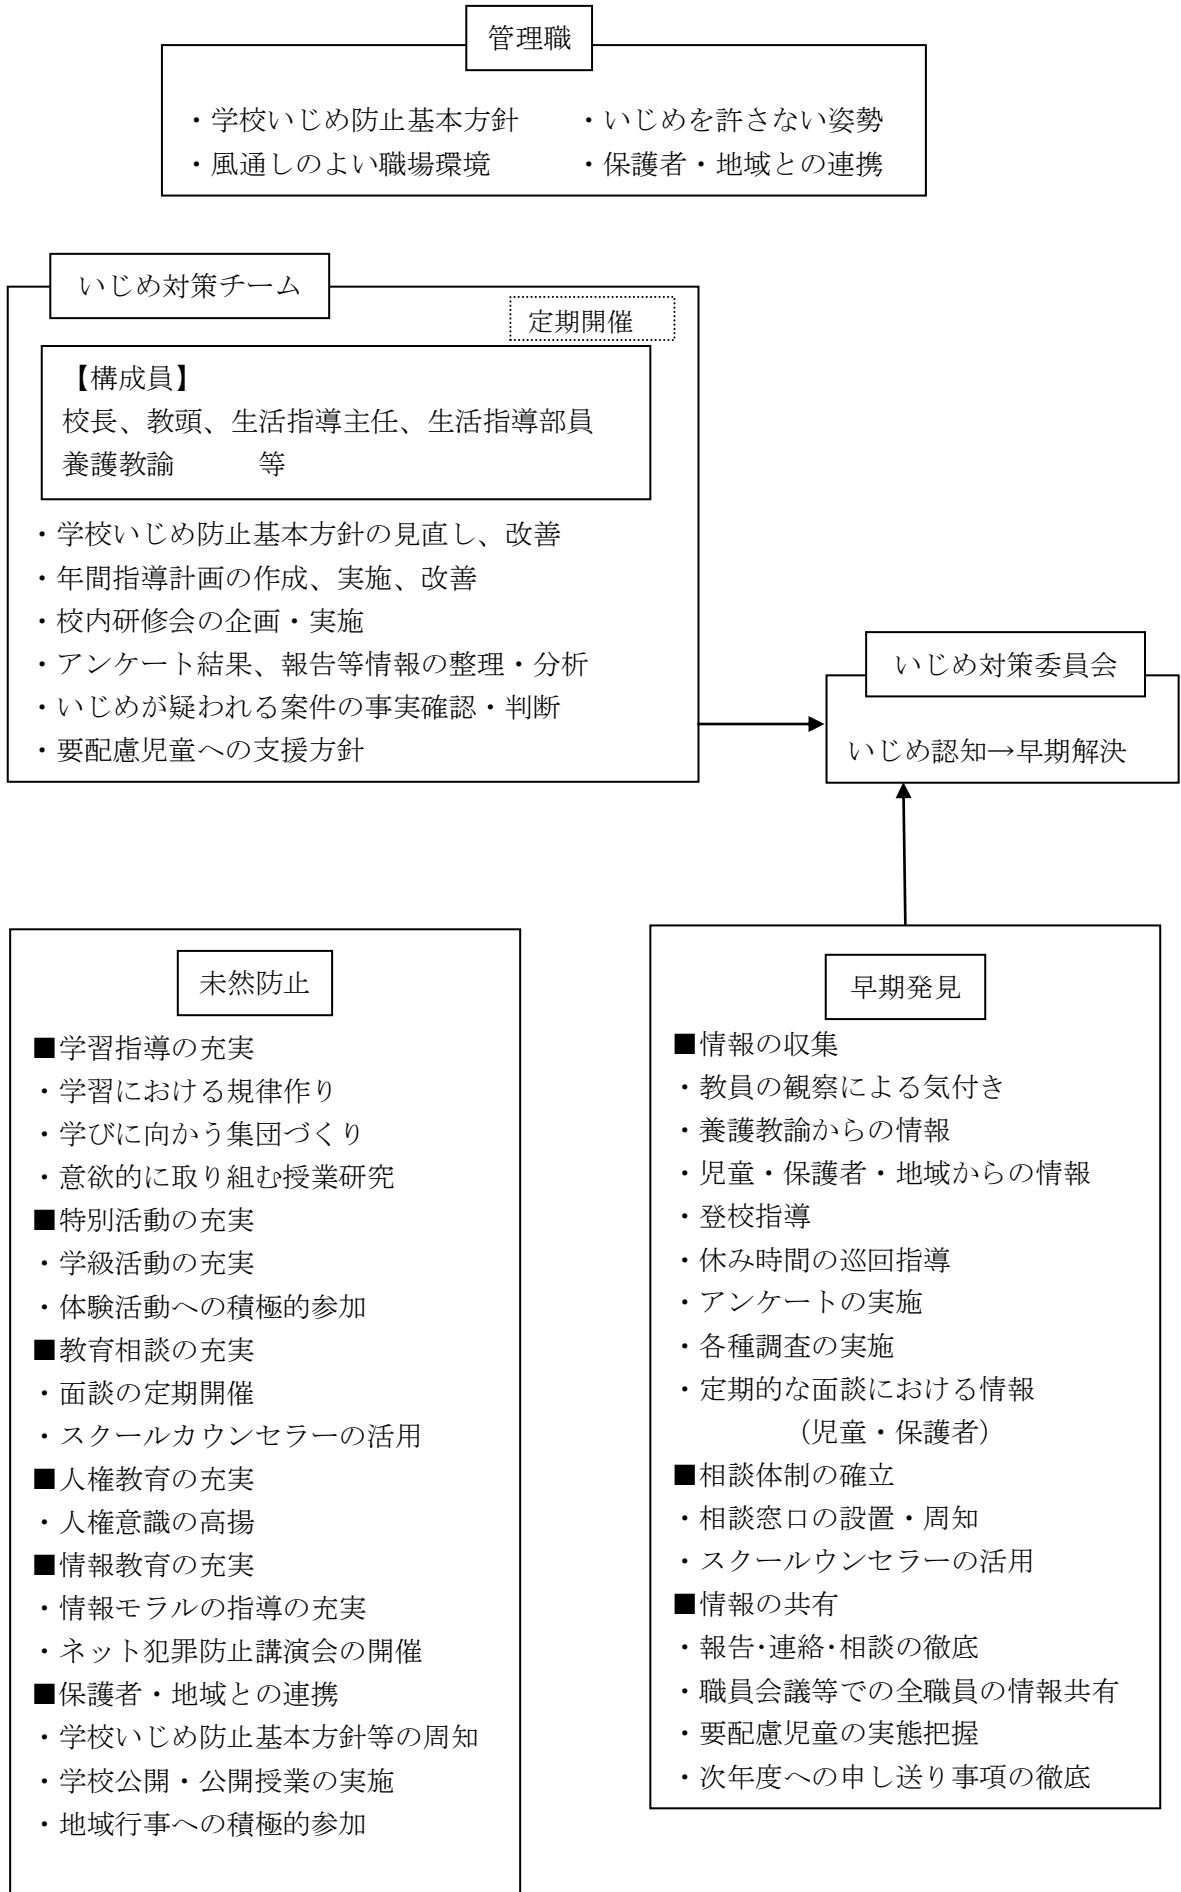 管理職
・学校いじめ防止基本方針　・いじめを許さない姿勢
・風通しのよい職場環境　・保護者・地域との連携
いじめ対策チーム
定期開催
【構成員】
校長、教頭、生活指導主任、生活指導部員
養護教諭　　　等
・学校いじめ防止基本方針の見直し、改善
・年間指導計画の作成、実施、改善
・校内研修会の企画・実施
・アンケート結果、報告等情報の整理・分析
・いじめが疑われる案件の事実確認・判断
・要配慮児童への支援方針
いじめ対策委員会
いじめ認知→早期解決
未然防止
■学習指導の充実
・学習における規律作り
・学びに向かう集団づくり
・意欲的に取り組む授業研究
■特別活動の充実
・学級活動の充実
・体験活動への積極的参加
■教育相談の充実
・面談の定期開催
・スクールカウンセラーの活用
■人権教育の充実
・人権意識の高揚
■情報教育の充実
・情報モラルの指導の充実
・ネット犯罪防止講演会の開催
■保護者・地域との連携
・学校いじめ防止基本方針等の周知
・学校公開・公開授業の実施
・地域行事への積極的参加
早期発見
■情報の収集
・教員の観察による気付き
・養護教諭からの情報
・児童・保護者・地域からの情報
・登校指導
・休み時間の巡回指導
・アンケートの実施
・各種調査の実施
・定期的な面談における情報
（児童・保護者）
■相談体制の確立
・相談窓口の設置・周知
・スクールウンセラーの活用
■情報の共有
・報告･連絡･相談の徹底
・職員会議等での全職員の情報共有
・要配慮児童の実態把握
・次年度への申し送り事項の徹底